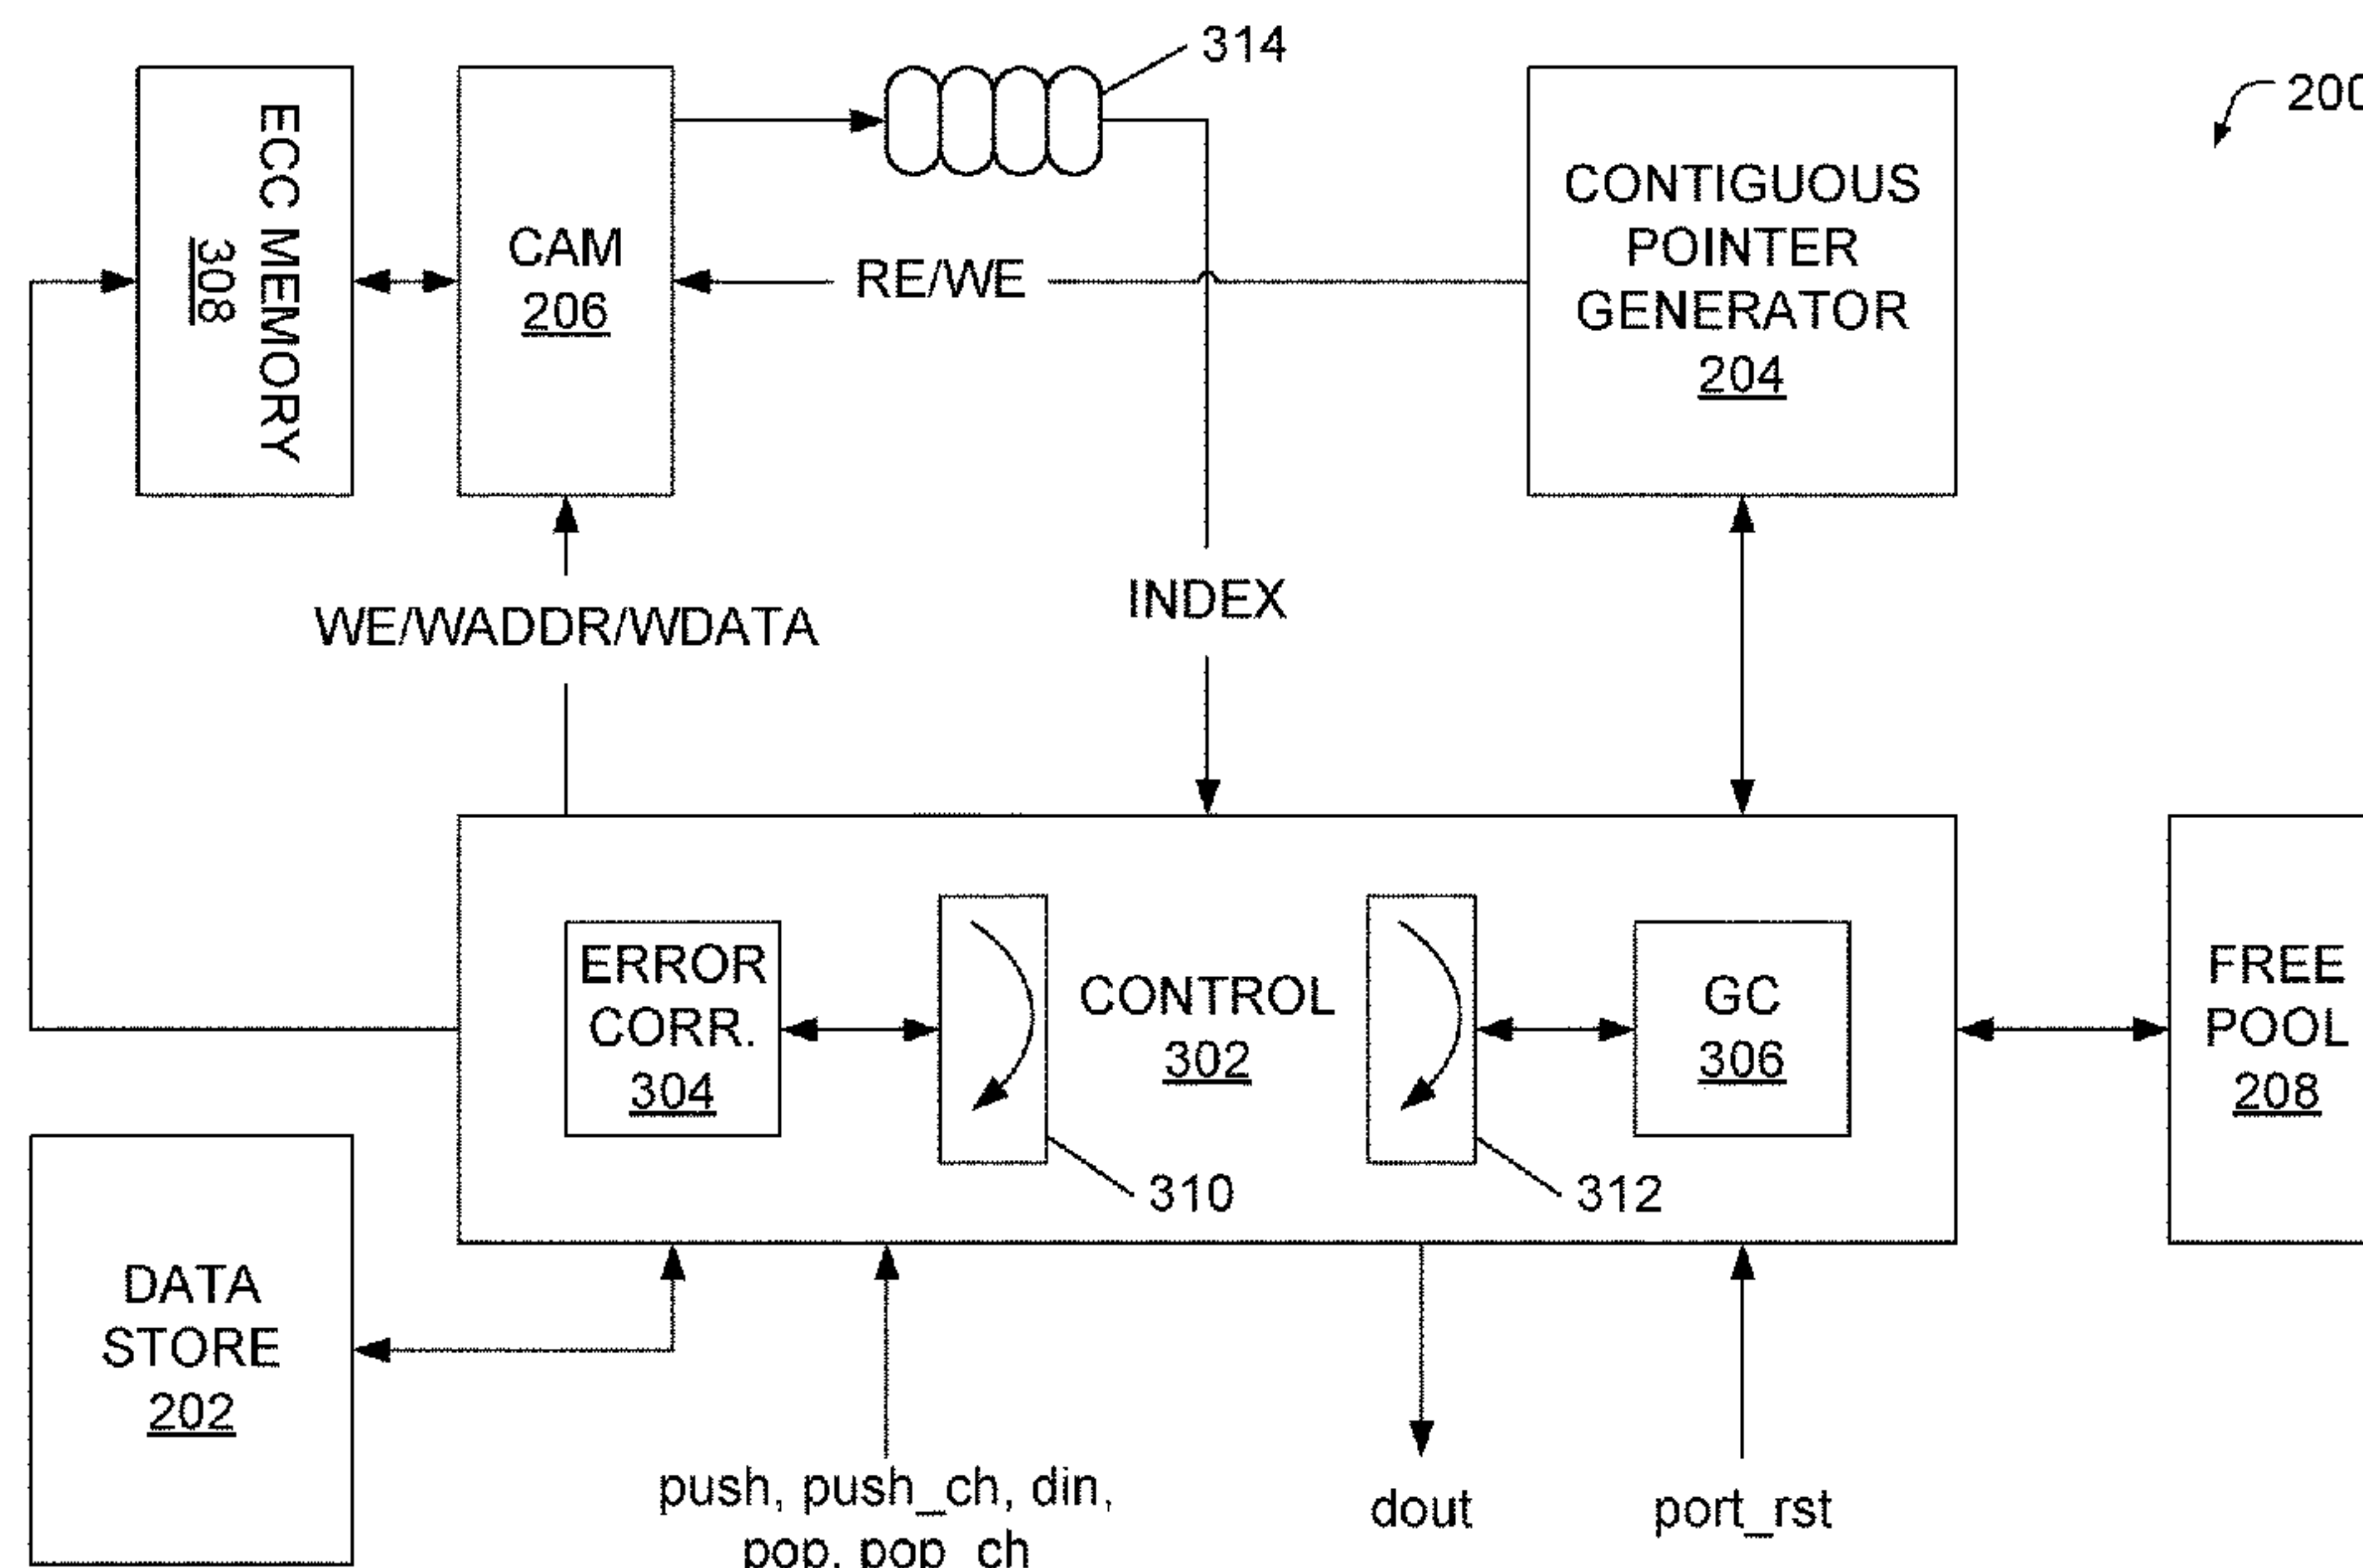 314
200
ECC MEMORY
308
CAM
206
RE/WE
CONTIGUOUS
POINTER
GENERATOR
204
WE/WADDR/WDATA
INDEX
ERROR
CORR.
304
CONTROL
302
GC
306
FREE
POOL
208
310
312
DATA
STORE
202
push, push_ch, din,
pop, pop_ch
dout
port_rst